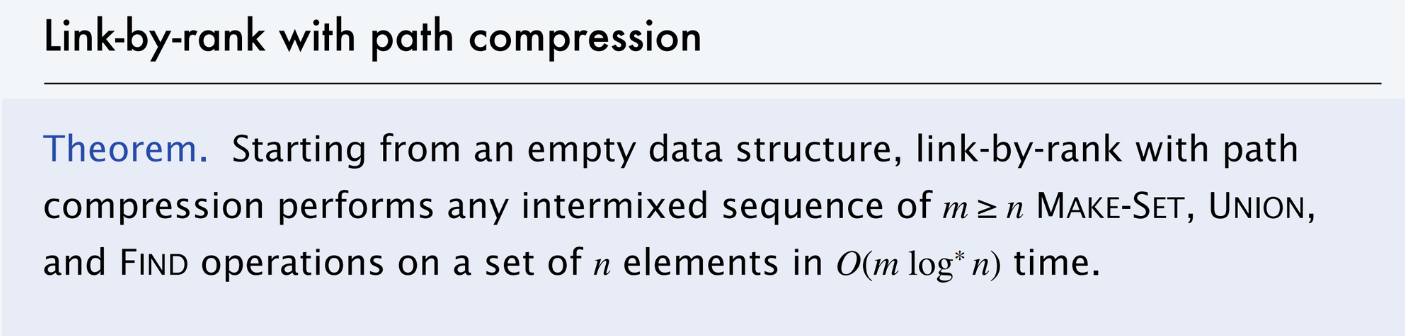 Link-by-rank with path compression
Theorem. Starting from an empty data structure, link-by-rank with path
compression performs any intermixed sequence of m ≥ n MAKE-SET, UNION,
and FIND operations on a set of n elements in O(m log* n) time.